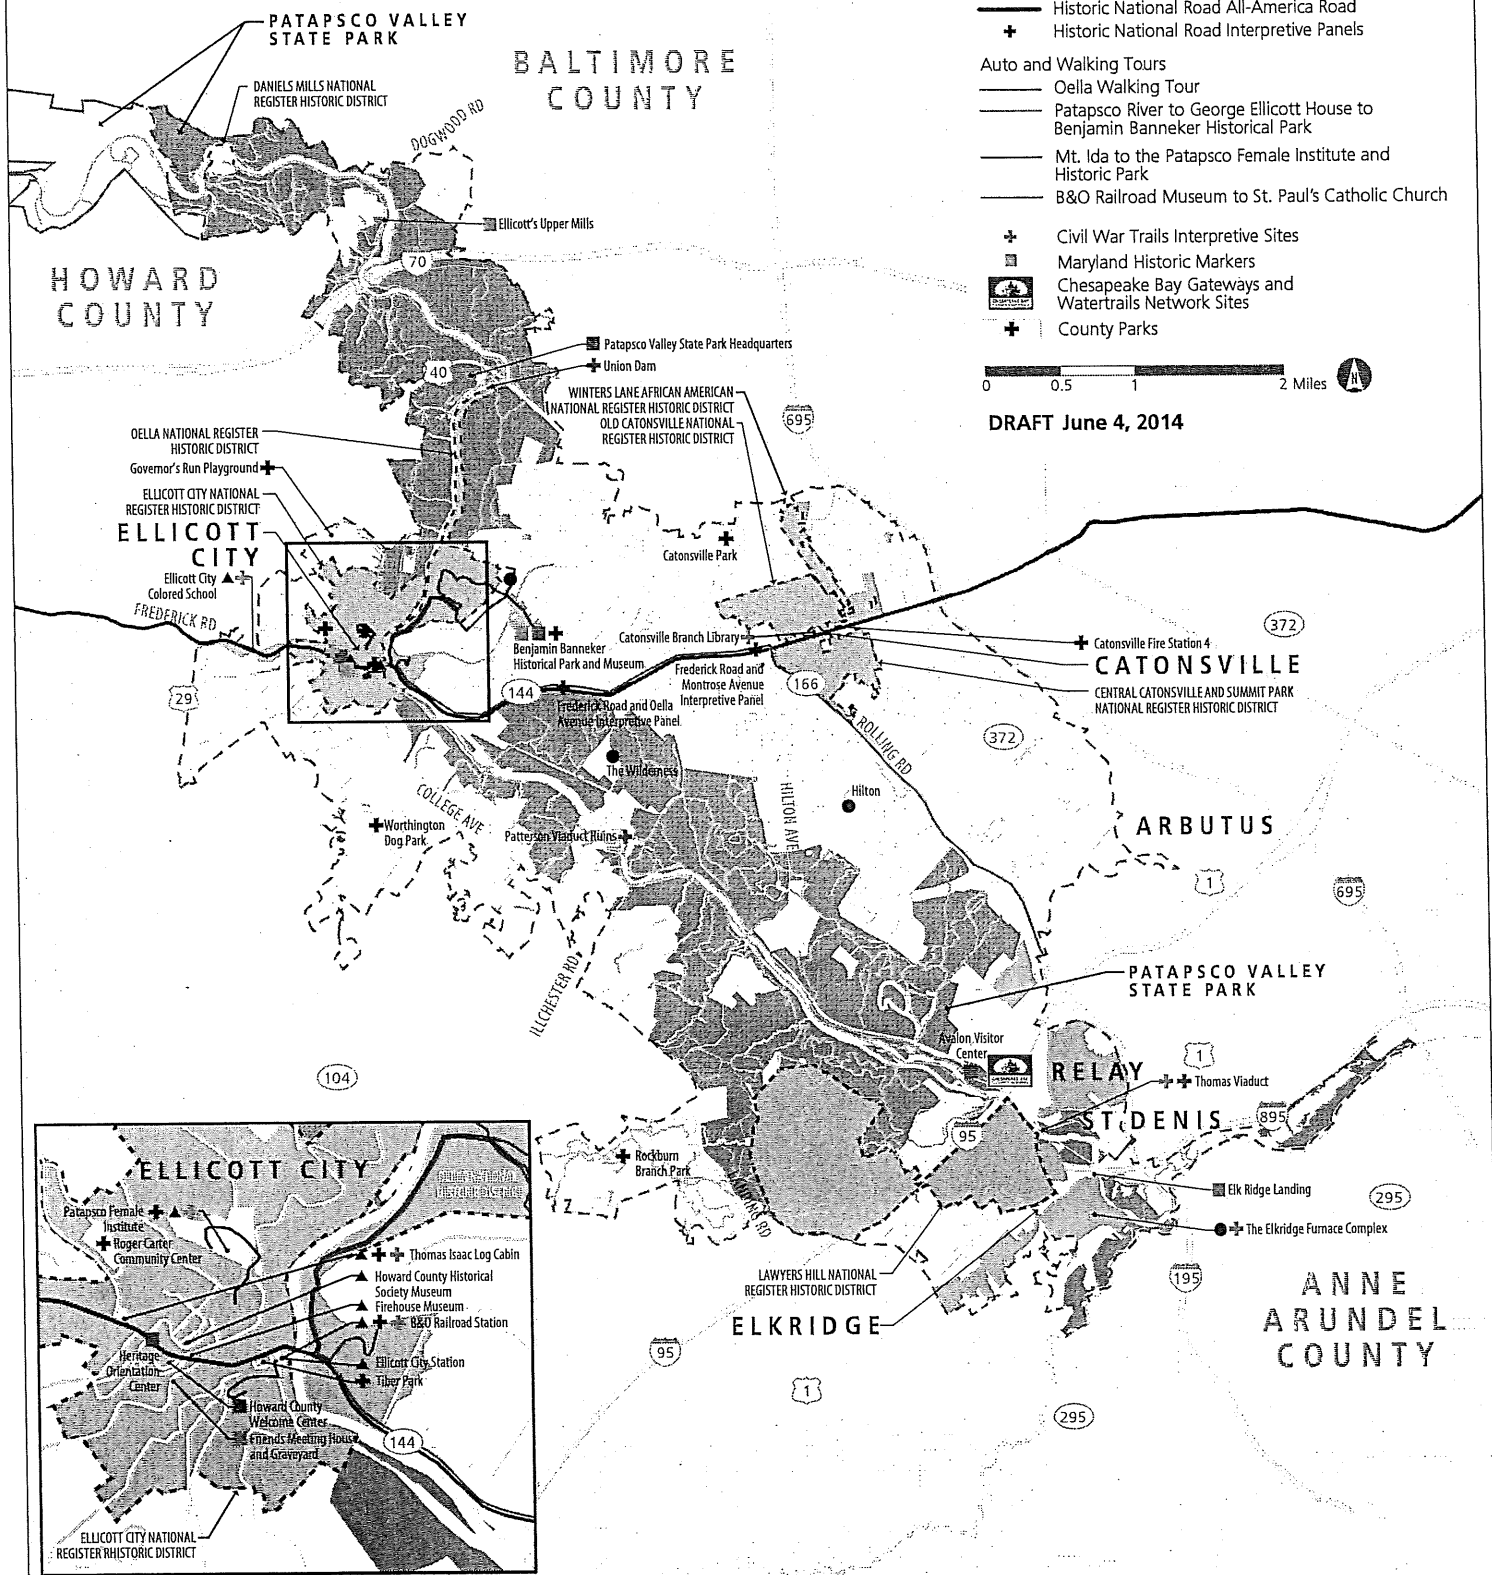 Historic National Road All-America Road
Historic National Road Interpretive Panels
Auto and Walking Tours
Oella Walking Tour
Patapsco River to George Ellicott House to
Benjamin Banneker Historical Park
Mt. Ida to the Patapsco Female Institute and
Historic Park
B&O Railroad Museum to St. Paul's Catholic Church
Civil War Trails Interpretive Sites
Maryland Historic Markers
Chesapeake Bay Gateways and
Watertrails Network Sites
County Parks
0 0.5 1 2 Miles
N
DRAFT June 4, 2014
PATAPSCO VALLEY
STATE PARK
BALTIMORE
COUNTY
DANIELS MILLS NATIONAL
REGISTER HISTORIC DISTRICT
DOGWOOD RD
Ellicott's Upper Mills
70
HOWARD
COUNTY
Patapsco Valley State Park Headquarters
Union Dam
40
WINTERS LANE AFRICAN AMERICAN
NATIONAL REGISTER HISTORIC DISTRICT
OLD CATONSVILLE NATIONAL
REGISTER HISTORIC DISTRICT
695
OELLA NATIONAL REGISTER
HISTORIC DISTRICT
Governor's Run Playground
ELLICOTT CITY NATIONAL
REGISTER HISTORIC DISTRICT
ELLICOTT
CITY
Ellicott City
Colored School
FREDERICK RD
Catonsville Park
Benjamin Banneker
Historical Park and Museum
Catonsville Branch Library
Catonsville Fire Station 4
372
CATONSVILLE
CENTRAL CATONSVILLE AND SUMMIT PARK
NATIONAL REGISTER HISTORIC DISTRICT
Frederick Road and
Montrose Avenue
Interpretive Panel
166
144
29
Frederick Road and Oella
Avenue Interpretive Panel
ROLLING RD
372
The Wilderness
Hilton
HILTON AVE
COLLEGE AVE
Worthington
Dog Park
Patterson Viaduct Ruins
ARBUTUS
1
695
ILLCHESTER RD
PATAPSCO VALLEY
STATE PARK
Avalon Visitor
Center
RELAY
1
Thomas Viaduct
104
ST. DENIS
895
95
Rockburn
Branch Park
Elk Ridge Landing
295
LANDING RD
The Elkridge Furnace Complex
LAWYERS HILL NATIONAL
REGISTER HISTORIC DISTRICT
195
ELKRIDGE
ANNE
ARUNDEL
COUNTY
95
1
295
ELLICOTT CITY
OELLA NATIONAL
HISTORIC DISTRICT
Patapsco Female
Institute
Roger Carter
Community Center
Thomas Isaac Log Cabin
Howard County Historical
Society Museum
Firehouse Museum
B&O Railroad Station
Heritage
Orientation
Center
Ellicott City Station
Tiber Park
Howard County
Welcome Center
Friends Meeting House
and Graveyard
144
ELLICOTT CITY NATIONAL
REGISTER RHISTORIC DISTRICT